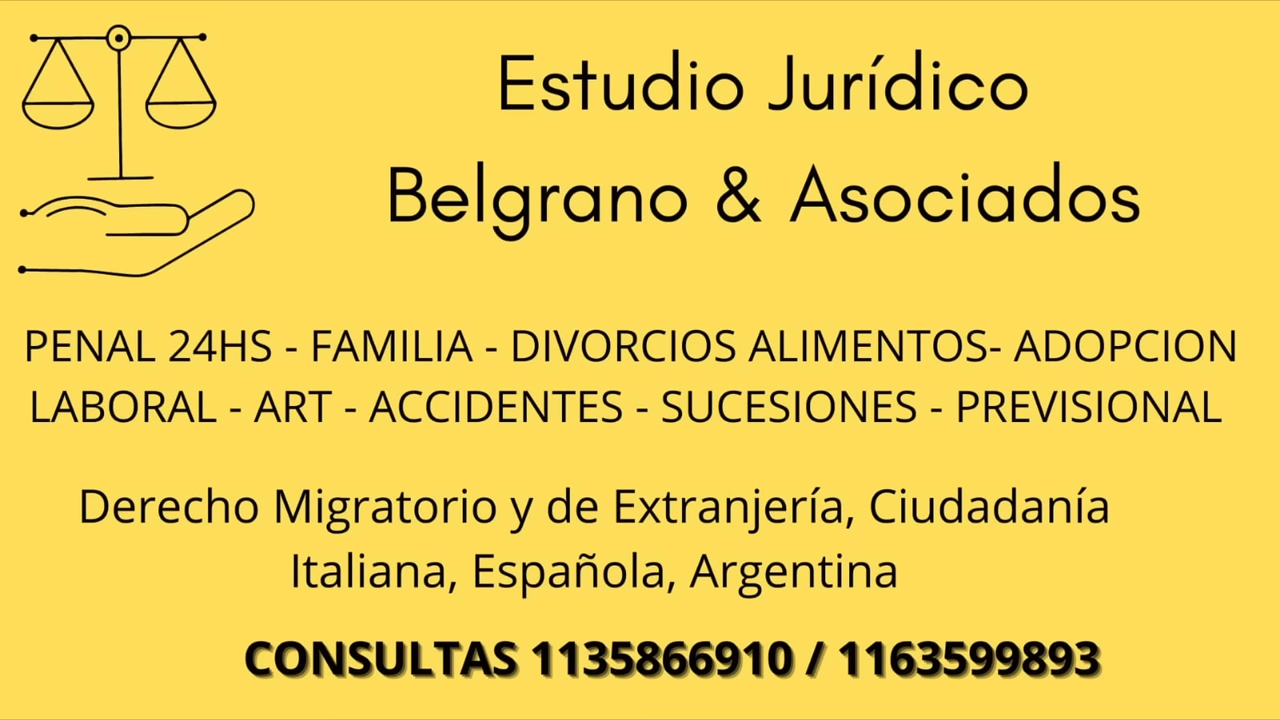 Estudio Jurídico
Belgrano & Asociados
PENAL 24HS - FAMILIA - DIVORCIOS ALIMENTOS- ADOPCION
LABORAL - ART - ACCIDENTES - SUCESIONES - PREVISIONAL
Derecho Migratorio y de Extranjería, Ciudadanía
Italiana, Española, Argentina
CONSULTAS 1135866910 / 1163599893